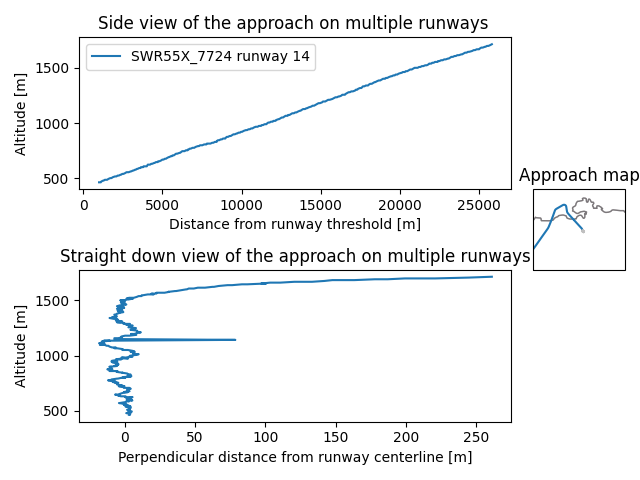 Side view of the approach on multiple runways
Altitude [m]
1500
1000
500
SWR55X_7724 runway 14
0 5000 10000 15000 20000 25000
Distance from runway threshold [m]
Approach map
Straight down view of the approach on multiple runways
Altitude [m]
1500
1000
500
0 50 100 150 200 250
Perpendicular distance from runway centerline [m]